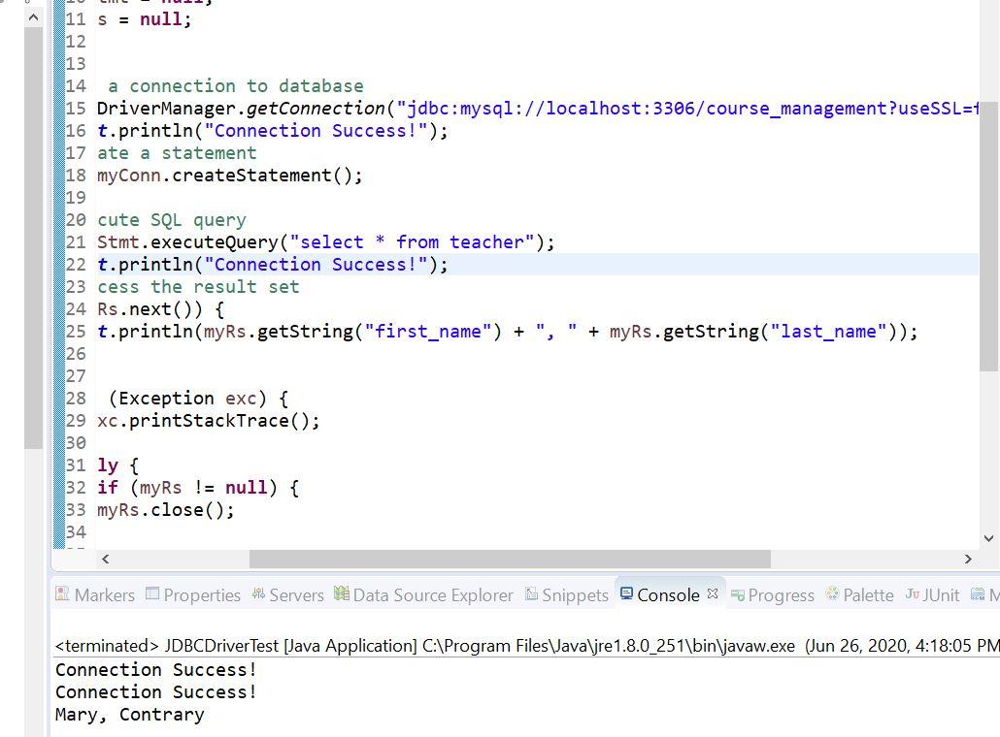 10 tmt = null;
11 s = null;
12
13
14 a connection to database
15 DriverManager.getConnection("jdbc:mysql://localhost:3306/course_management?useSSL=f
16 t.println("Connection Success!");
17 ate a statement
18 myConn.createStatement();
19
20 cute SQL query
21 Stmt.executeQuery("select * from teacher");
22 t.println("Connection Success!");
23 cess the result set
24 Rs.next()) {
25 t.println(myRs.getString("first_name") + ", " + myRs.getString("last_name"));
26
27
28 (Exception exc) {
29 xc.printStackTrace();
30
31 ly {
32 if (myRs != null) {
33 myRs.close();
34
Markers Properties Servers Data Source Explorer Snippets Console Progress Palette JUnit M
<terminated> JDBCDriverTest [Java Application] C:\Program Files\Java\jre1.8.0_251\bin\javaw.exe (Jun 26, 2020, 4:18:05 PM
Connection Success!
Connection Success!
Mary, Contrary